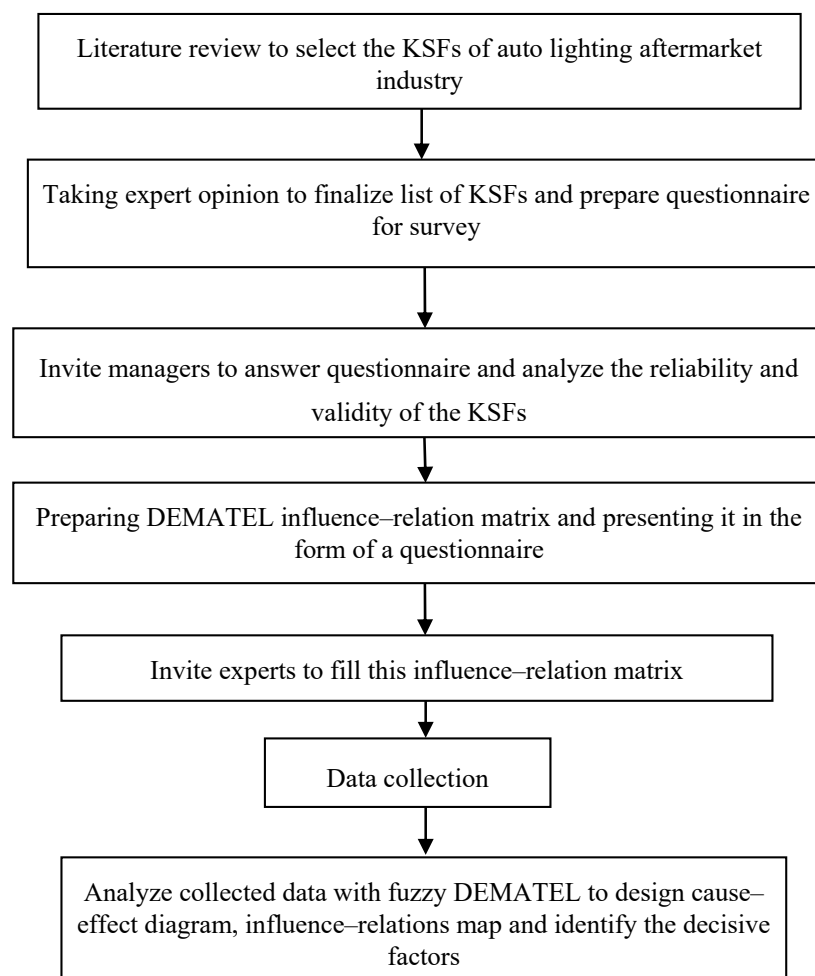 Literature review to select the KSFs of auto lighting aftermarket
industry
Taking expert opinion to finalize list of KSFs and prepare questionnaire
for survey
Invite managers to answer questionnaire and analyze the reliability and
validity of the KSFs
Preparing DEMATEL influence–relation matrix and presenting it in the
form of a questionnaire
Invite experts to fill this influence–relation matrix
Data collection
Analyze collected data with fuzzy DEMATEL to design cause–
effect diagram, influence–relations map and identify the decisive
factors